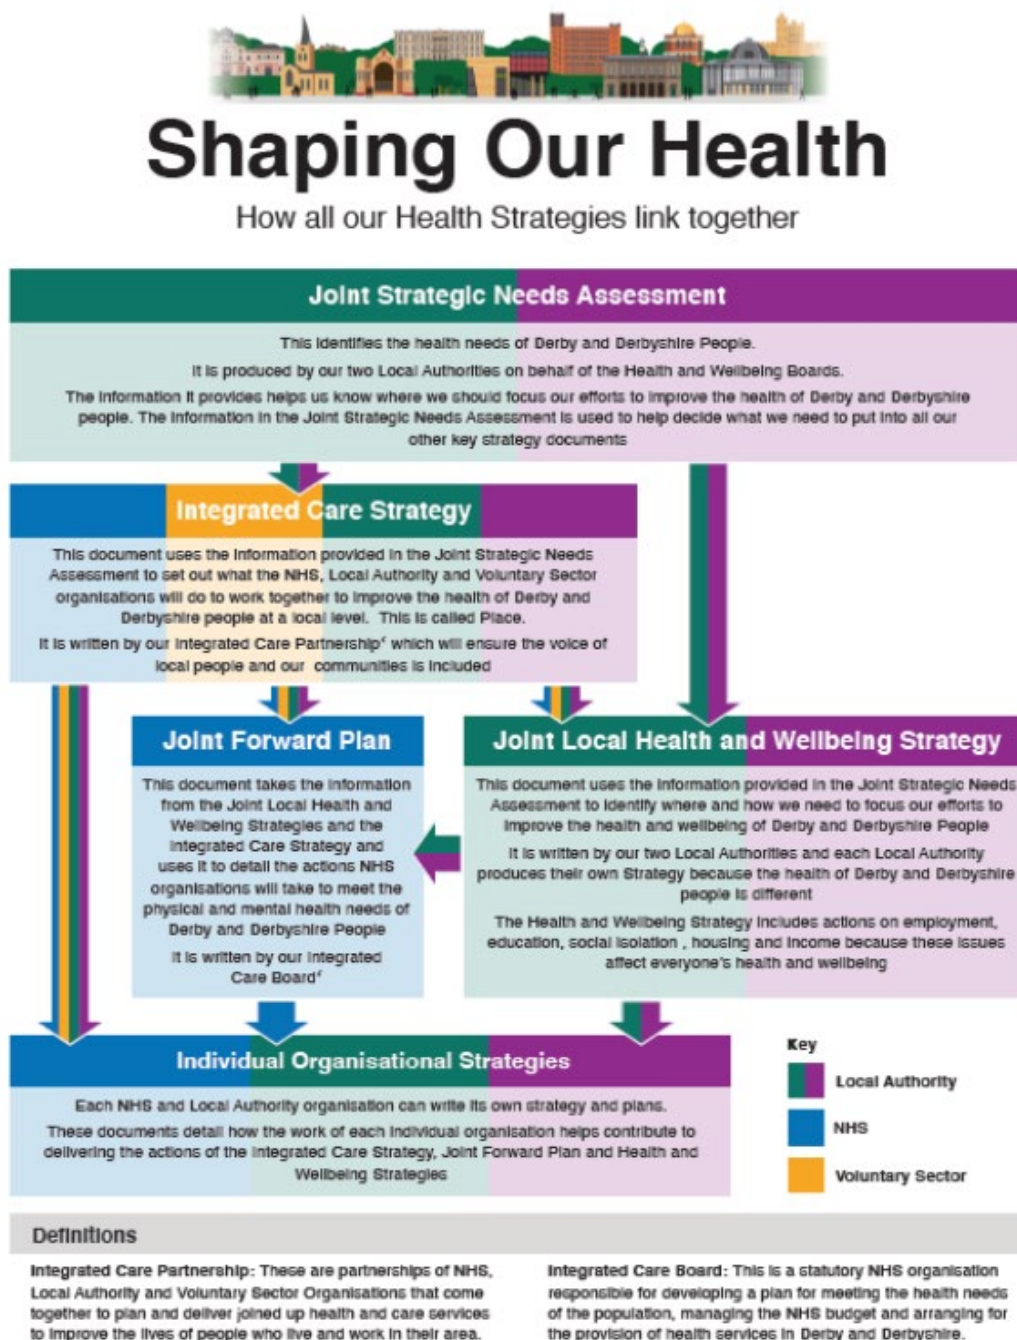 Shaping Our Health
How all our Health Strategies link together
Joint Strategic Needs Assessment
This identifies the health needs of Derby and Derbyshire People.
It is produced by our two Local Authorities on behalf of the Health and Wellbeing Boards.
The information it provides helps us know where we should focus our efforts to improve the health of Derby and Derbyshire
people. The information in the Joint Strategic Needs Assessment is used to help decide what we need to put into all our
other key strategy documents
Integrated Care Strategy
This document uses the information provided in the Joint Strategic Needs
Assessment to set out what the NHS, Local Authority and Voluntary Sector
organisations will do to work together to improve the health of Derby and
Derbyshire people at a local level. This is called Place.
It is written by our Integrated Care Partnership which will ensure the voice of
local people and our communities is included
Joint Forward Plan
This document takes the information
from the Joint Local Health and
Wellbeing Strategies and the
Integrated Care Strategy and
uses it to detail the actions NHS
organisations will take to meet the
physical and mental health needs of
Derby and Derbyshire People
It is written by our Integrated
Care Board
Joint Local Health and Wellbeing Strategy
This document uses the information provided in the Joint Strategic Needs
Assessment to identify where and how we need to focus our efforts to
improve the health and wellbeing of Derby and Derbyshire People
It is written by our two Local Authorities and each Local Authority
produces their own Strategy because the health of Derby and Derbyshire
people is different
The Health and Wellbeing Strategy includes actions on employment,
education, social isolation , housing and income because these issues
affect everyone's health and wellbeing
Individual Organisational Strategies
Each NHS and Local Authority organisation can write its own strategy and plans.
These documents detail how the work of each individual organisation helps contribute to
delivering the actions of the Integrated Care Strategy, Joint Forward Plan and Health and
Wellbeing Strategies
Key
Local Authority
NHS
Voluntary Sector
Definitions
Integrated Care Partnership: These are partnerships of NHS,
Local Authority and Voluntary Sector Organisations that come
together to plan and deliver joined up health and care services
to improve the lives of people who live and work in their area.
Integrated Care Board: This is a statutory NHS organisation
responsible for developing a plan for meeting the health needs
of the population, managing the NHS budget and arranging for
the provision of health services in Derby and Derbyshire.